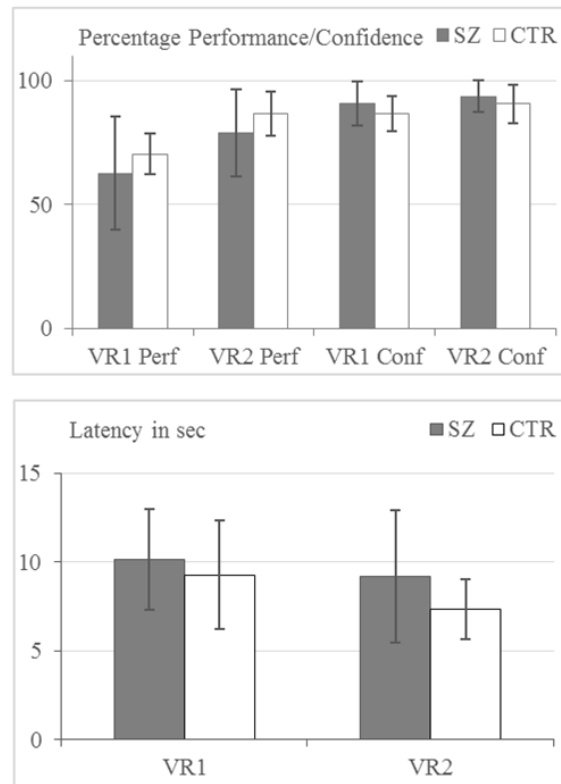 Percentage Performance/Confidence SZ CTR
100
50
0
VR1 Perf VR2 Perf VR1 Conf VR2 Conf
Latency in sec SZ CTR
15
10
5
0
VR1 VR2